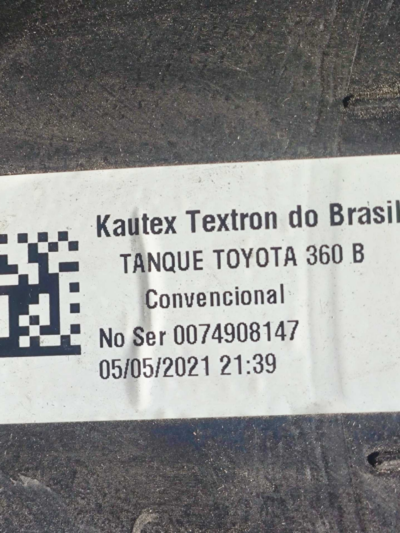 Kautex Textron do Brasil
TANQUE TOYOTA 360 B
Convencional
No Ser 0074908147
05/05/2021 21:39